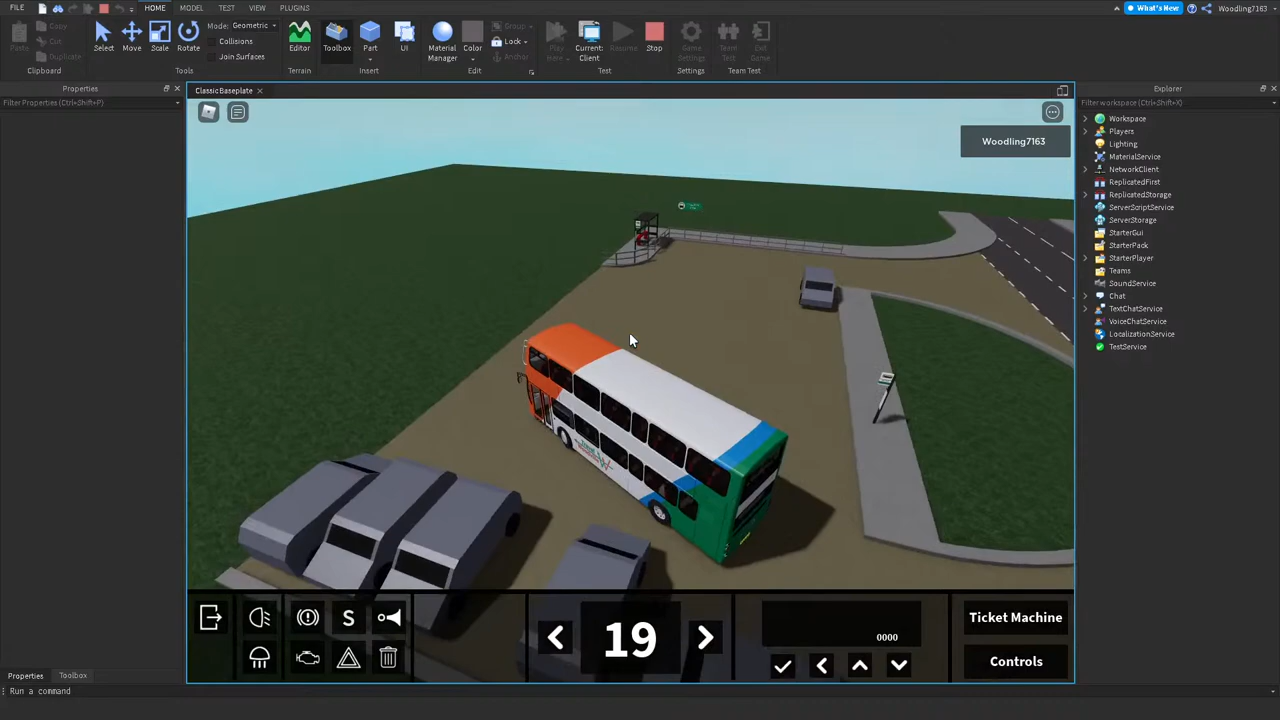 FILE HOME MODEL TEST VIEW PLUGINS What's New Woodling7163
Paste Copy Cut Duplicate Select Move Scale Rotate Mode: Geometric Collisions Join Surfaces Editor Toolbox Part UI Material Manager Color Group Lock Anchor Play Here Current: Client Resume Stop Game Settings Team Test Exit Game
Clipboard Tools Terrain Insert Edit Test Settings Team Test
Properties
Filter Properties (Ctrl+Shift+P)
ClassicBaseplate
Woodling7163
Explorer
Filter workspace (Ctrl+Shift+X)
Workspace
Players
Lighting
MaterialService
NetworkClient
ReplicatedFirst
ReplicatedStorage
ServerScriptService
ServerStorage
StarterGui
StarterPack
StarterPlayer
Teams
SoundService
Chat
TextChatService
VoiceChatService
LocalizationService
TestService
S
19
0000
Ticket Machine
Controls
Properties Toolbox
Run a command